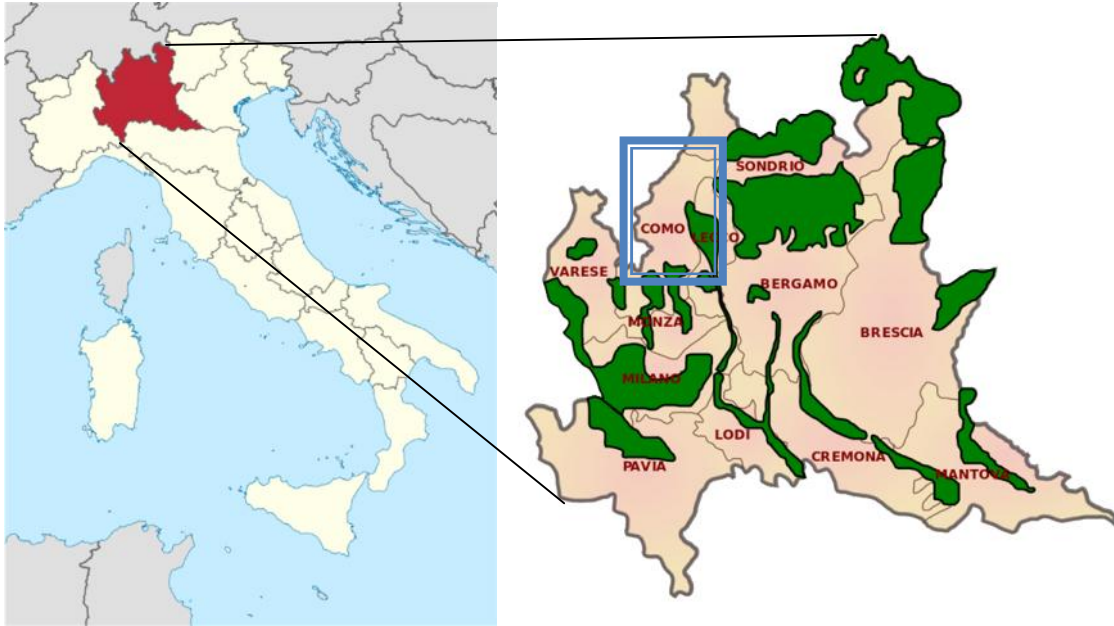 SONDRIO
COMO
LECCO
VARESE
BERGAMO
MONZA
BRESCIA
MILANO
LODI
CREMONA
PAVIA
MANTOVA